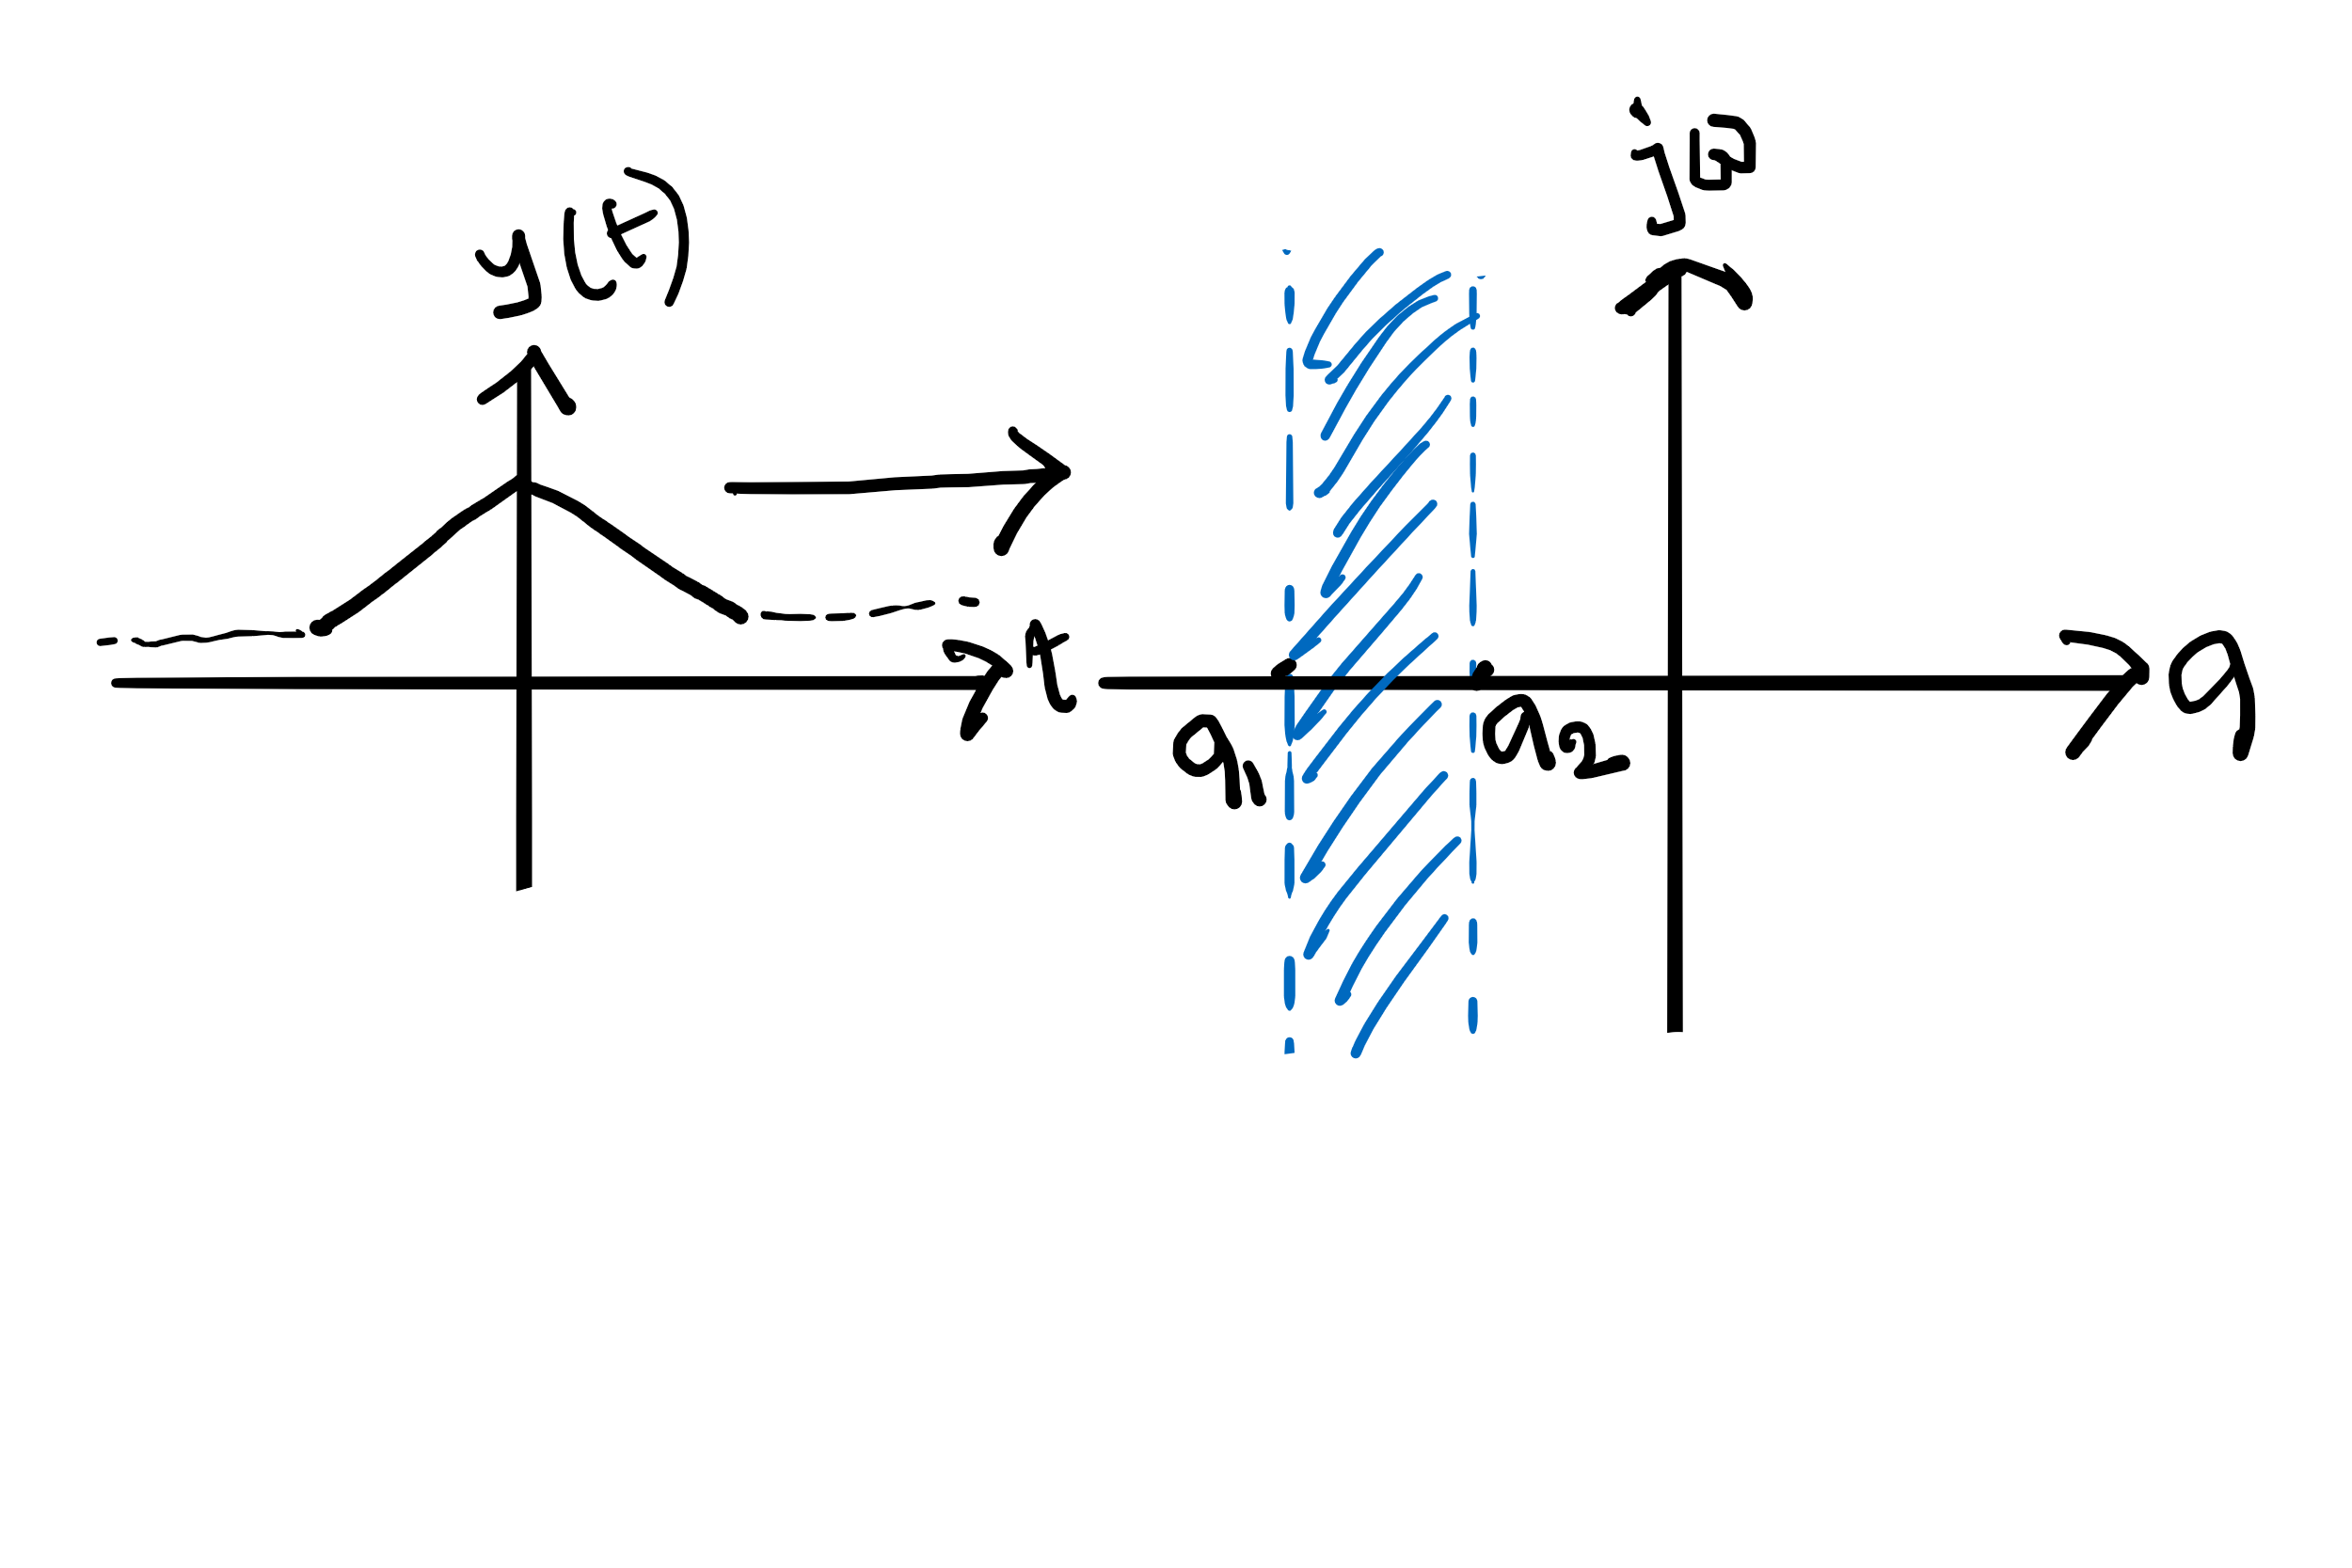 y(t)
t
jω
a₁
a₂
a